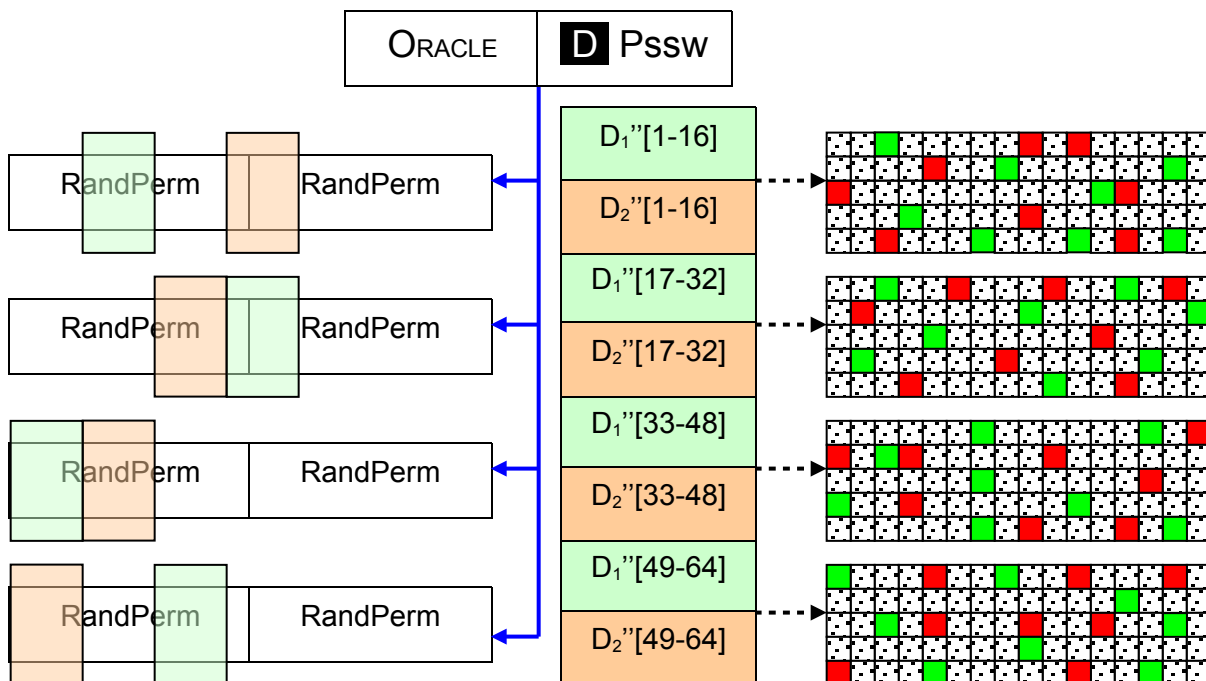 ORACLE D Pssw
D₁''[1-16]
RandPerm RandPerm
D₂''[1-16]
D₁''[17-32]
RandPerm RandPerm
D₂''[17-32]
D₁''[33-48]
RandPerm RandPerm
D₂''[33-48]
D₁''[49-64]
RandPerm RandPerm
D₂''[49-64]